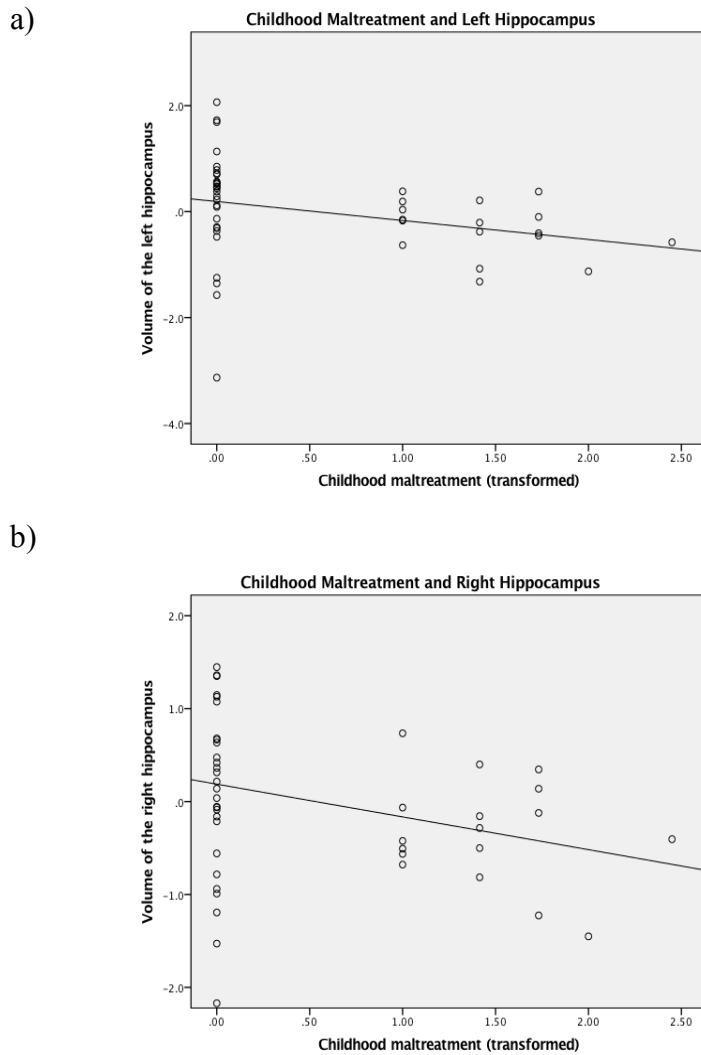 a)
Childhood Maltreatment and Left Hippocampus
Volume of the left hippocampus
2.0
.0
-2.0
-4.0
.00 .50 1.00 1.50 2.00 2.50
Childhood maltreatment (transformed)
b)
Childhood Maltreatment and Right Hippocampus
Volume of the right hippocampus
2.0
1.0
.0
-1.0
-2.0
.00 .50 1.00 1.50 2.00 2.50
Childhood maltreatment (transformed)